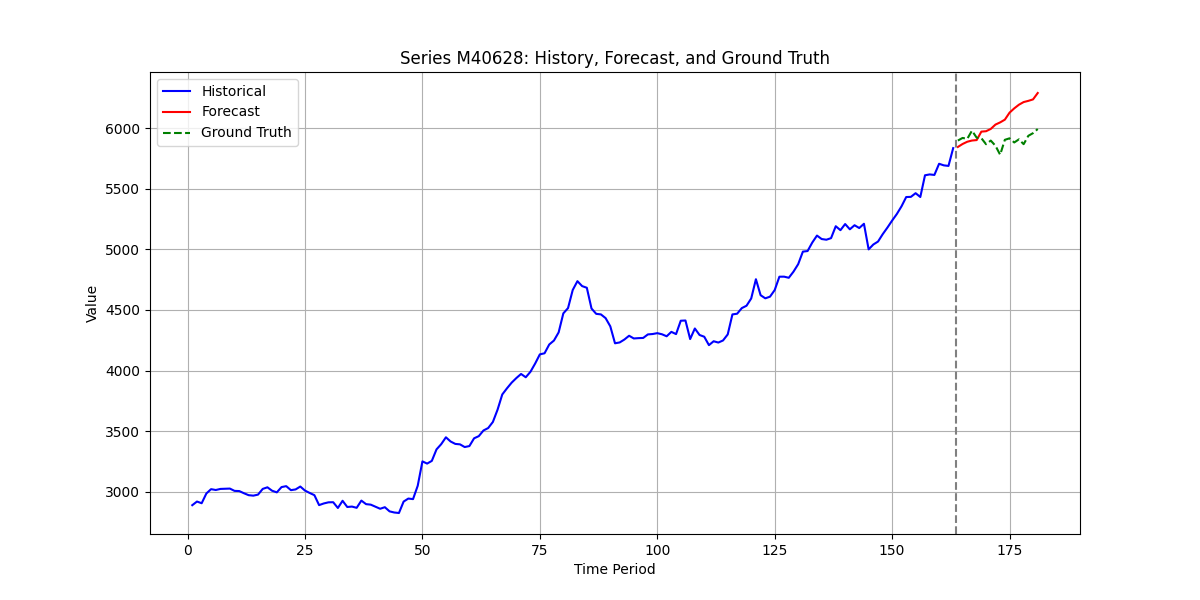 Series M40628: History, Forecast, and Ground Truth
Historical
Forecast
Ground Truth
Value
6000
5500
5000
4500
4000
3500
3000
0 25 50 75 100 125 150 175
Time Period